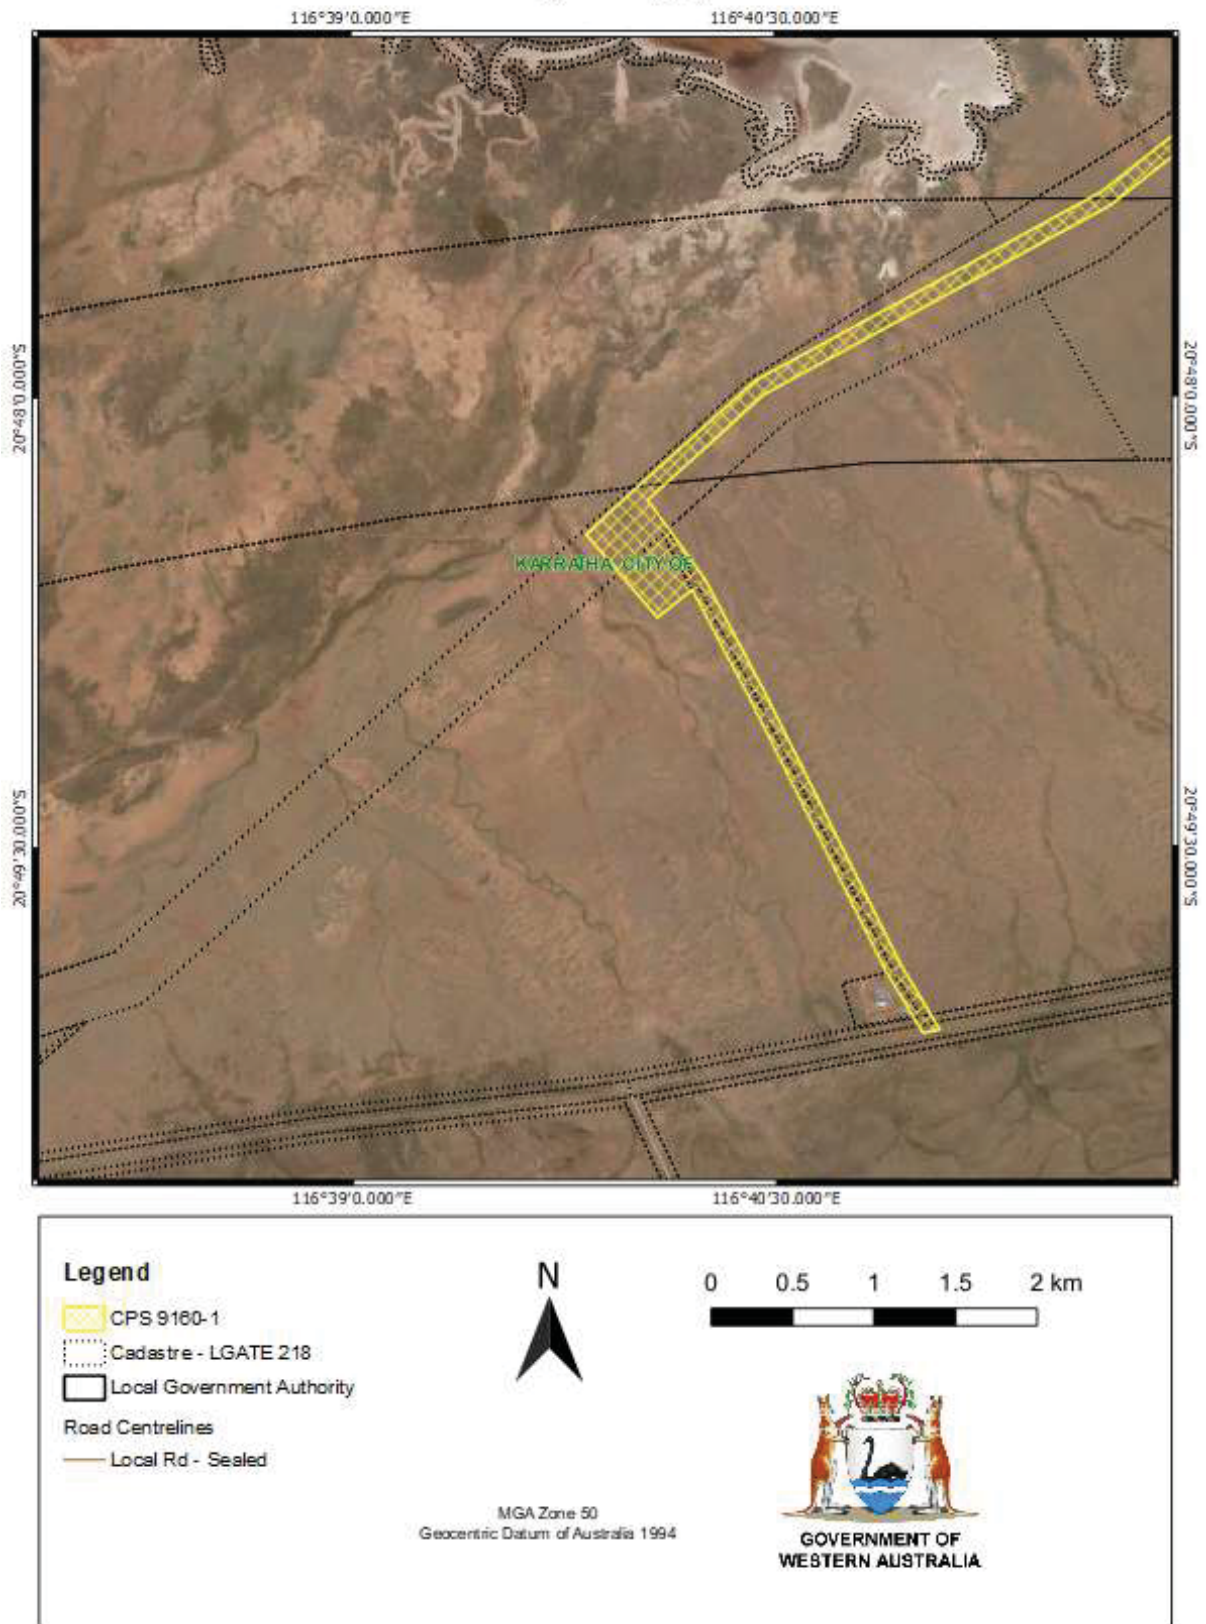 116°39'0.000"E
116°40'30.000"E
20°48'0.000"S
20°48'0.000"S
KARRATHA, CITY OF
20°49'30.000"S
20°49'30.000"S
116°39'0.000"E
116°40'30.000"E
Legend
CPS 9160-1
Cadastre - LGATE 218
Local Government Authority
Road Centrelines
Local Rd - Sealed
N
0 0.5 1 1.5 2 km
MGA Zone 50
Geocentric Datum of Australia 1994
GOVERNMENT OF
WESTERN AUSTRALIA